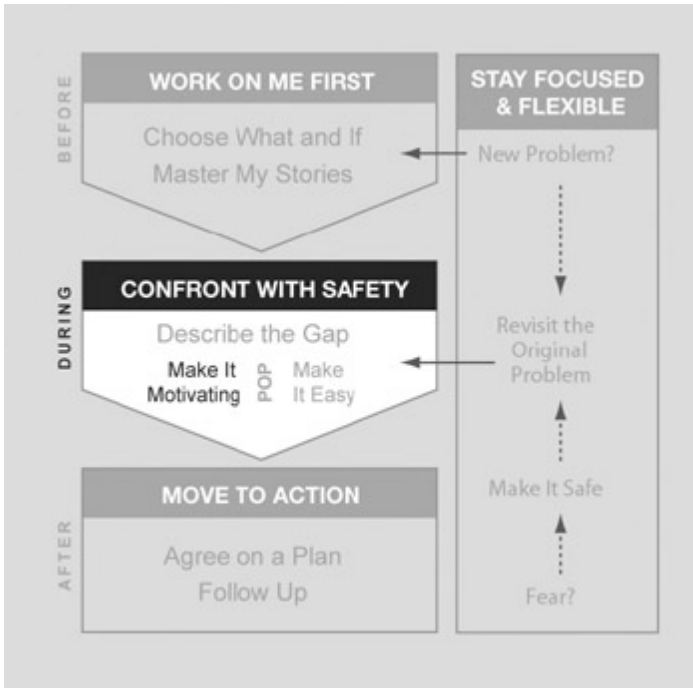 BEFORE
WORK ON ME FIRST
Choose What and If
Master My Stories
DURING
CONFRONT WITH SAFETY
Describe the Gap
Make It
Motivating
POP
Make
It Easy
AFTER
MOVE TO ACTION
Agree on a Plan
Follow Up
STAY FOCUSED
& FLEXIBLE
New Problem?
Revisit the
Original
Problem
Make It Safe
Fear?